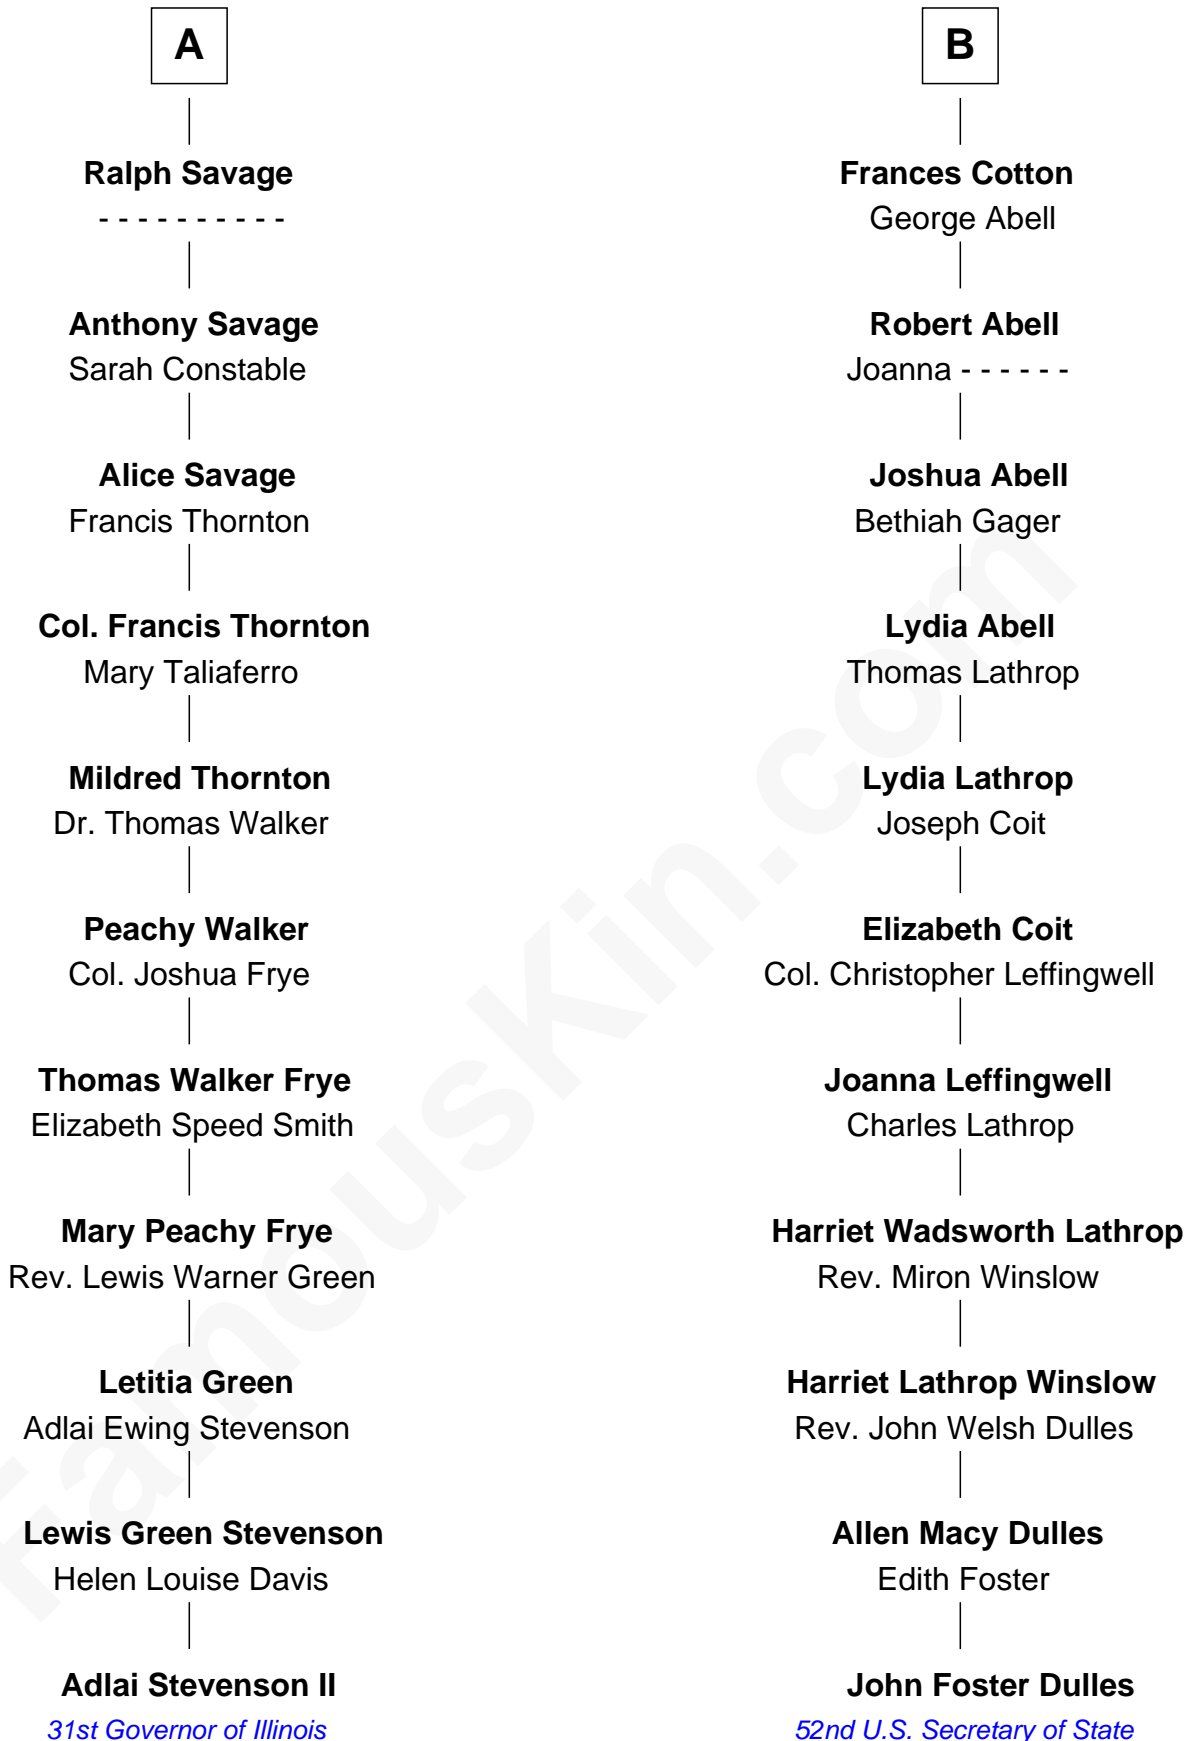 A
Ralph Savage
- - - - - - - - - -
Anthony Savage
Sarah Constable
Alice Savage
Francis Thornton
Col. Francis Thornton
Mary Taliaferro
Mildred Thornton
Dr. Thomas Walker
Peachy Walker
Col. Joshua Frye
Thomas Walker Frye
Elizabeth Speed Smith
Mary Peachy Frye
Rev. Lewis Warner Green
Letitia Green
Adlai Ewing Stevenson
Lewis Green Stevenson
Helen Louise Davis
Adlai Stevenson II
31st Governor of Illinois
B
Frances Cotton
George Abell
Robert Abell
Joanna - - - - - -
Joshua Abell
Bethiah Gager
Lydia Abell
Thomas Lathrop
Lydia Lathrop
Joseph Coit
Elizabeth Coit
Col. Christopher Leffingwell
Joanna Leffingwell
Charles Lathrop
Harriet Wadsworth Lathrop
Rev. Miron Winslow
Harriet Lathrop Winslow
Rev. John Welsh Dulles
Allen Macy Dulles
Edith Foster
John Foster Dulles
52nd U.S. Secretary of State
FamousKin.com